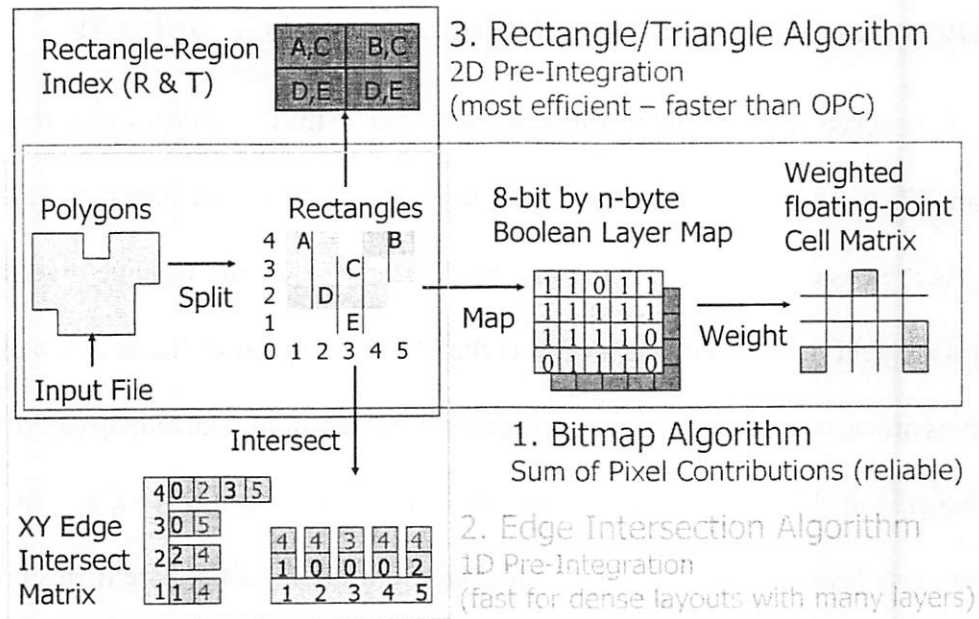 Rectangle-Region
Index (R & T)
A,C B,C
D,E D,E
3. Rectangle/Triangle Algorithm
2D Pre-Integration
(most efficient – faster than OPC)
Polygons
Split
Input File
Rectangles
4 A B
3 C
2 D
1 E
0 1 2 3 4 5
Map
8-bit by n-byte
Boolean Layer Map
1 1 0 1 1
1 1 1 1 1
1 1 1 1 0
0 1 1 1 0
Weight
Weighted
floating-point
Cell Matrix
Intersect
1. Bitmap Algorithm
Sum of Pixel Contributions (reliable)
XY Edge
Intersect
Matrix
4 0 2 3 5
3 0 5
2 2 4
1 1 4
4 4 3 4 4
1 0 0 0 2
1 2 3 4 5
2. Edge Intersection Algorithm
1D Pre-Integration
(fast for dense layouts with many layers)